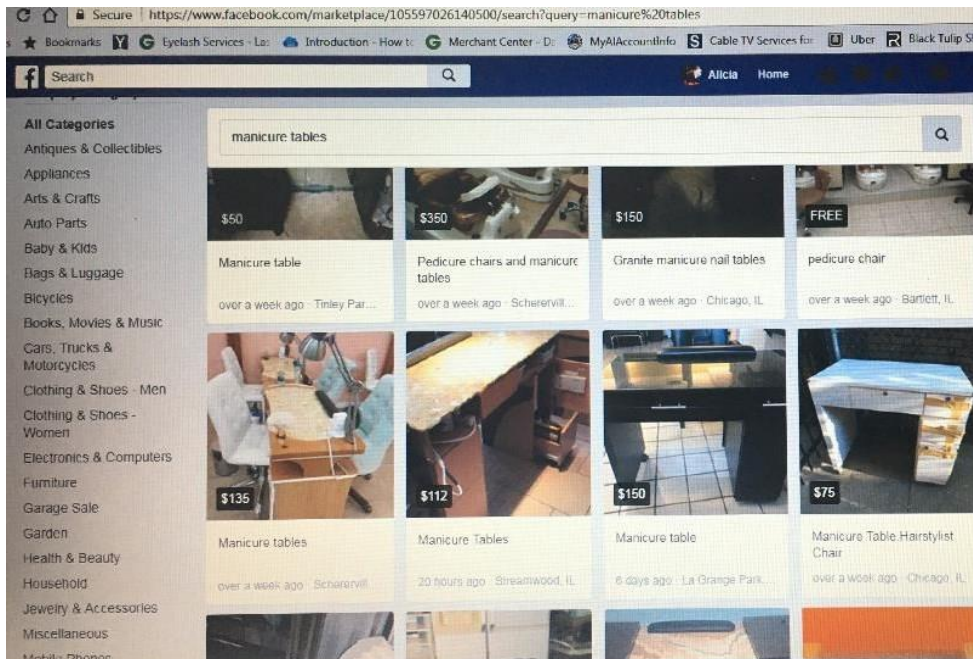 Secure https://www.facebook.com/marketplace/105597026140500/search?query=manicure%20tables
Bookmarks Y G Eyelash Services - Las Introduction - How to G Merchant Center - D: MyAIAccountInfo S Cable TV Services for U Uber R Black Tulip
f Search Alicia Home
manicure tables
All Categories
Antiques & Collectibles
Appliances
Arts & Crafts
Auto Parts
Baby & Kids
Bags & Luggage
Bicycles
Books, Movies & Music
Cars, Trucks &
Motorcycles
Clothing & Shoes - Men
Clothing & Shoes -
Women
Electronics & Computers
Furniture
Garage Sale
Garden
Health & Beauty
Household
Jewelry & Accessories
Miscellaneous
Mobile Phones
$50 $350 $150 FREE
Manicure table
over a week ago · Tinley Par...
Pedicure chairs and manicure
tables
over a week ago · Scherervill...
Granite manicure nail tables
over a week ago · Chicago, IL
pedicure chair
over a week ago · Bartlett, IL
$135 $112 $150 $75
Manicure tables
over a week ago · Scherervill...
Manicure Tables
20 hours ago · Streamwood, IL
Manicure table
6 days ago · La Grange Park...
Manicure Table Hairstylist
Chair
over a week ago · Chicago, IL